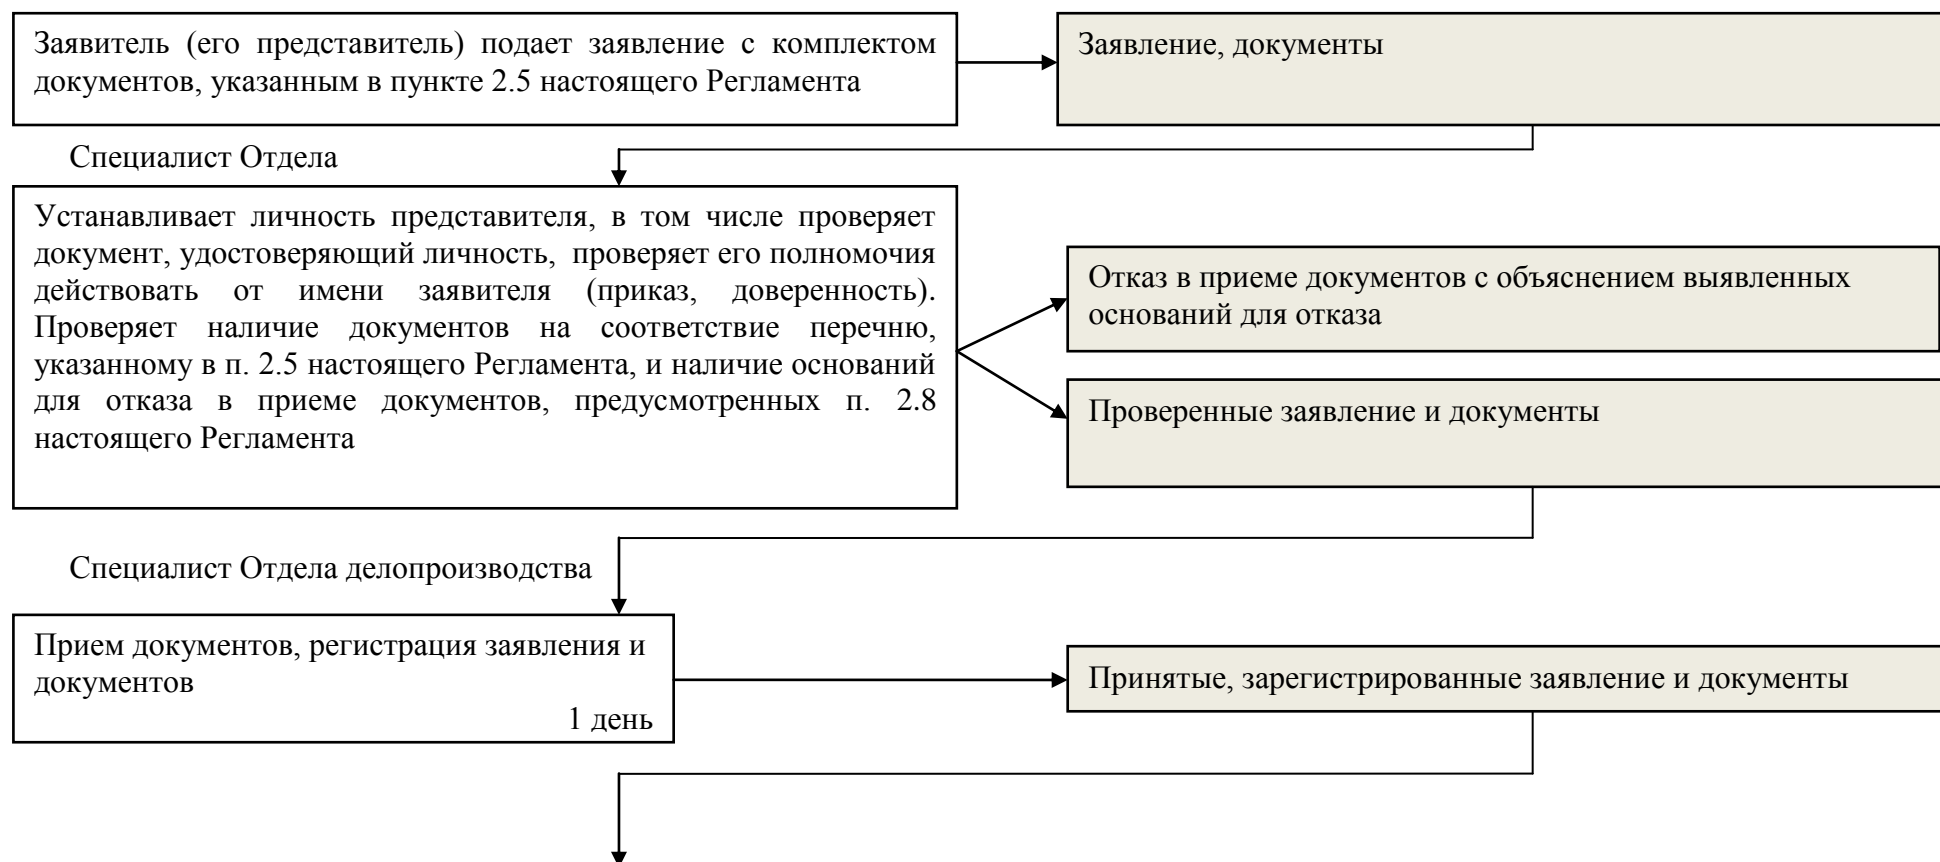 Заявитель (его представитель) подает заявление с комплектом
документов, указанным в пункте 2.5 настоящего Регламента
Заявление, документы
Специалист Отдела
Устанавливает личность представителя, в том числе проверяет
документ, удостоверяющий личность, проверяет его полномочия
действовать от имени заявителя (приказ, доверенность).
Проверяет наличие документов на соответствие перечню,
указанному в п. 2.5 настоящего Регламента, и наличие оснований
для отказа в приеме документов, предусмотренных п. 2.8
настоящего Регламента
Отказ в приеме документов с объяснением выявленных
оснований для отказа
Проверенные заявление и документы
Специалист Отдела делопроизводства
Прием документов, регистрация заявления и
документов
1 день
Принятые, зарегистрированные заявление и документы